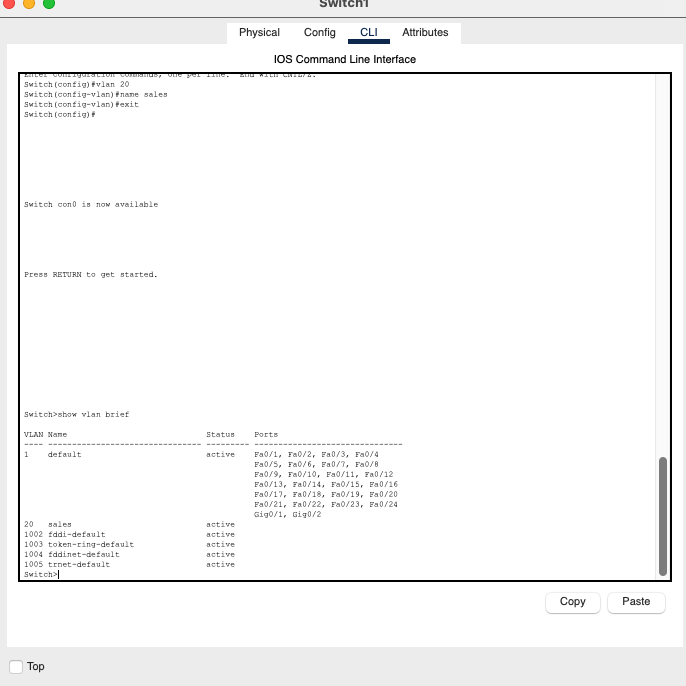 Switch1
Physical Config CLI Attributes
IOS Command Line Interface
Enter configuration commands, one per line. End with CNTL/Z.
Switch(config)#vlan 20
Switch(config-vlan)#name sales
Switch(config-vlan)#exit
Switch(config)#
Switch con0 is now available
Press RETURN to get started.
Switch>show vlan brief
VLAN Name Status Ports
---- -------------------------------- --------- -------------------------------
1 default active Fa0/1, Fa0/2, Fa0/3, Fa0/4
Fa0/5, Fa0/6, Fa0/7, Fa0/8
Fa0/9, Fa0/10, Fa0/11, Fa0/12
Fa0/13, Fa0/14, Fa0/15, Fa0/16
Fa0/17, Fa0/18, Fa0/19, Fa0/20
Fa0/21, Fa0/22, Fa0/23, Fa0/24
Gig0/1, Gig0/2
20 sales active
1002 fddi-default active
1003 token-ring-default active
1004 fddinet-default active
1005 trnet-default active
Switch>
Copy Paste
Top